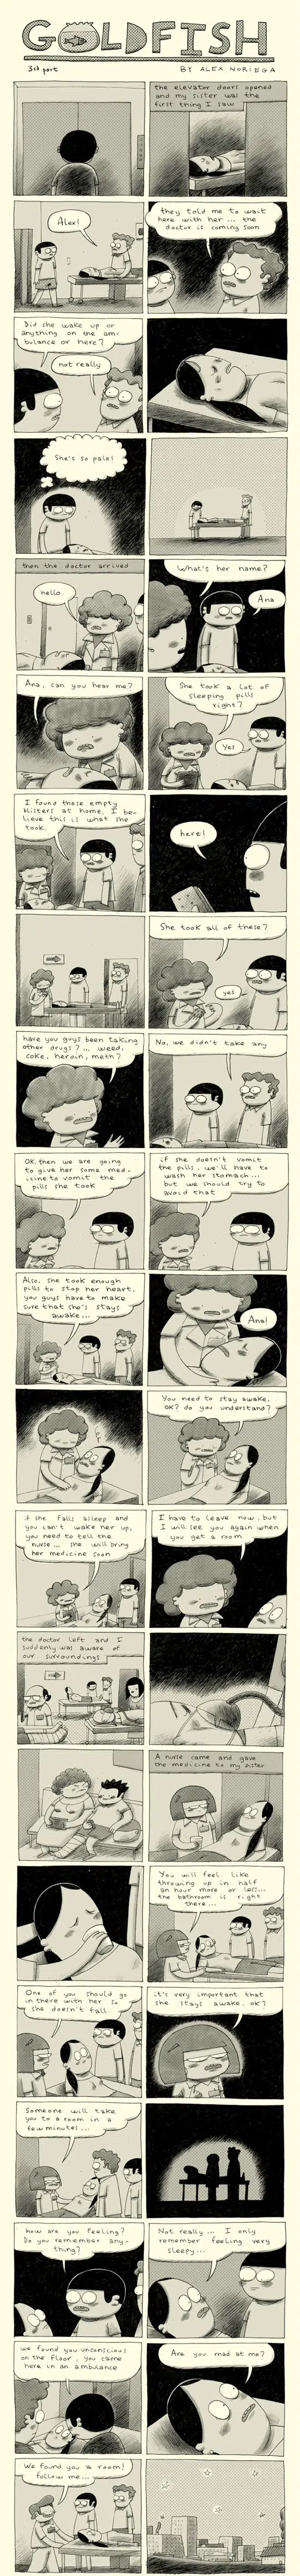 GOLDFISH
3rd part
BY ALEX NORIEGA
the elevator doors opened
and my sister was the
first thing I saw
Alex!
they told me to wait
here with her... the
doctor is coming soon
Did she wake up or
anything on the am-
bulance or here?
not really
She's so pale!
then the doctor arrived
hello.
What's her name?
Ana
Ana, can you hear me?
She took a lot of
sleeping pills
right?
Yes
I found these empty
blisters at home. I be-
lieve this is what she
took.
here!
She took all of these?
yes
have you guys been taking
other drugs?... weed,
coke, heroin, meth?
No, we didn't take any
OK, then we are going
to give her some med-
icine to vomit the
pills she took
if she doesn't vomit
the pills, we'll have to
wash her stomach...
but we should try to
avoid that
Also, she took enough
pills to stop her heart,
you guys have to make
sure that she's stays
awake...
Ana!
You need to stay awake,
OK? do you understand?
if she falls asleep and
you can't wake her up,
you need to tell the
nurse... she will bring
her medicine soon
I have to leave now, but
I will see you again when
you get a room
the doctor left and I
suddenly was aware of
our surroundings
A nurse came and gave
the medicine to my sister
You will feel like
throwing up in half
an hour more or less...
the bathroom is right
there...
One of you should go
in there with her so
she doesn't fall
it's very important that
she stays awake, ok?
Someone will take
you to a room in a
few minutes...
how are you feeling?
Do you remember any-
thing?
Not really... I only
remember feeling very
sleepy...
we found you unconscious
on the floor, you came
here in an ambulance
Are you mad at me?
We found you a room!
follow me...